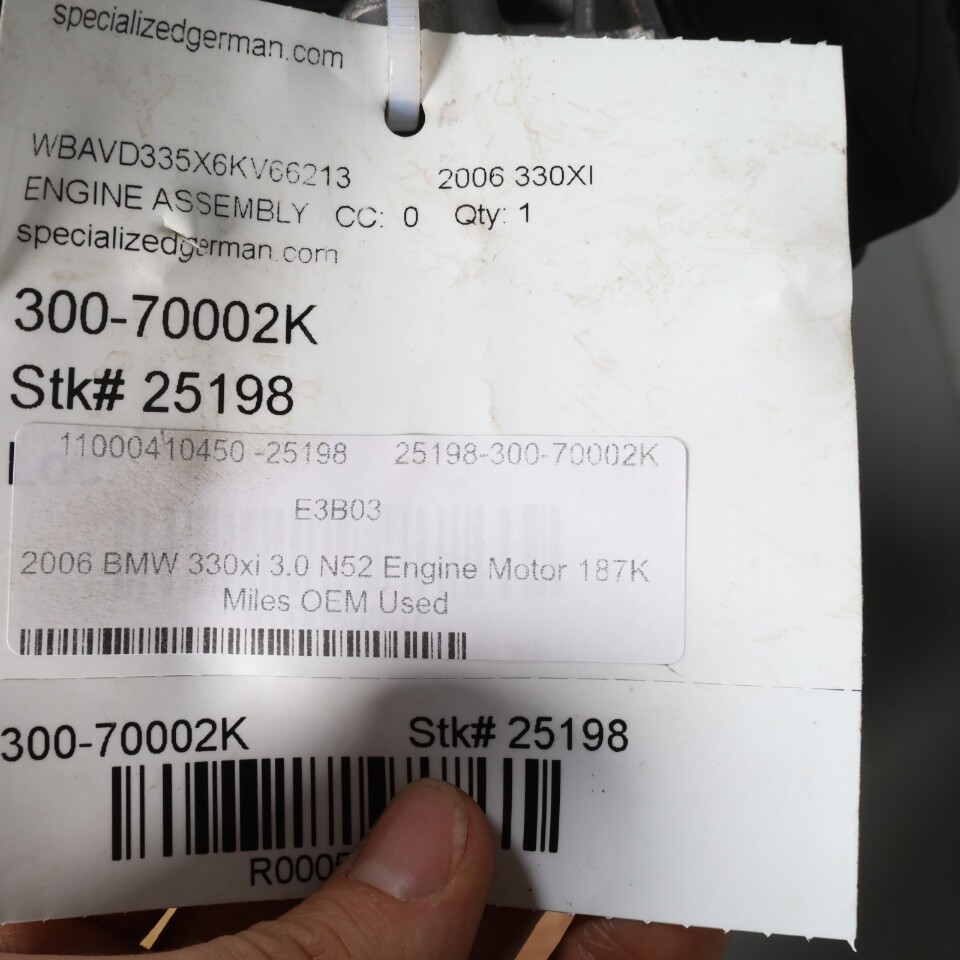 specializedgerman.com
WBAVD335X6KV66213 2006 330XI
ENGINE ASSEMBLY CC: 0 Qty: 1
specializedgerman.com
300-70002K
Stk# 25198
11000410450 -25198 25198-300-70002K
E3B03
2006 BMW 330xi 3.0 N52 Engine Motor 187K
Miles OEM Used
300-70002K Stk# 25198